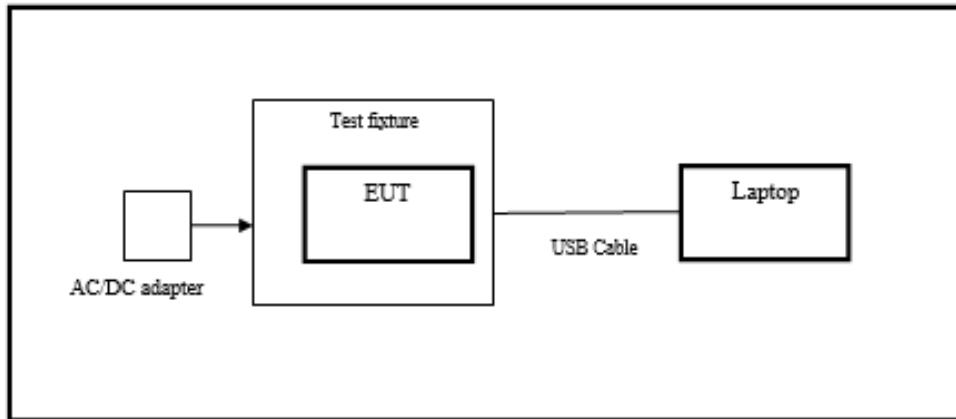 Test fixture
EUT
Laptop
USB Cable
AC/DC adapter